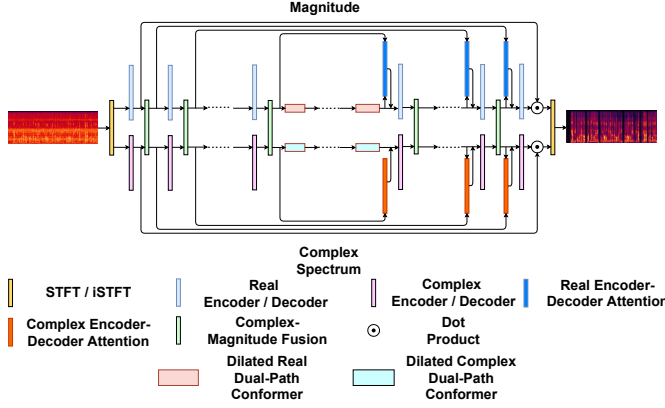 Magnitude
Complex
Spectrum
STFT / iSTFT
Real
Encoder / Decoder
Complex
Encoder / Decoder
Real Encoder-
Decoder Attention
Complex Encoder-
Decoder Attention
Complex-
Magnitude Fusion
Dot
Product
Dilated Real
Dual-Path
Conformer
Dilated Complex
Dual-Path
Conformer